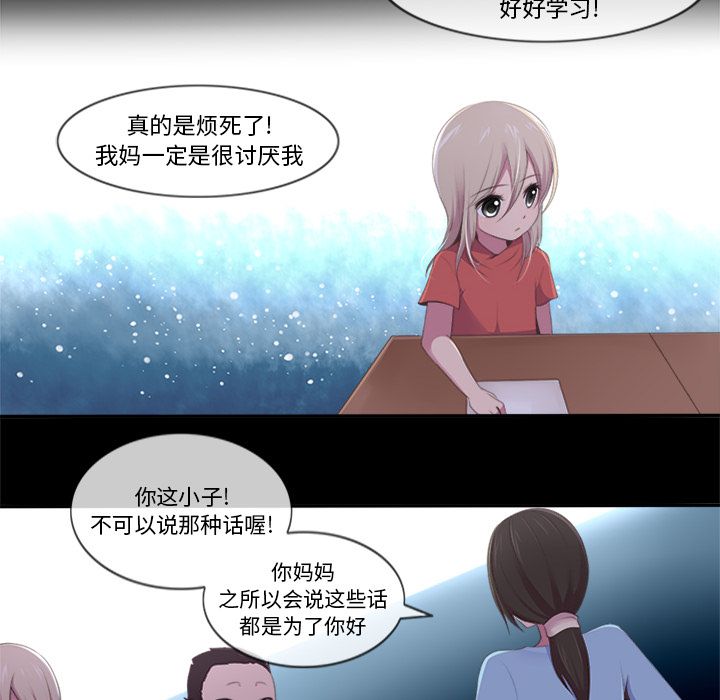 好好学习!
真的是烦死了!
我妈一定是很讨厌我
你这小子!
不可以说那种话喔!
你妈妈
之所以会说这些话
都是为了你好